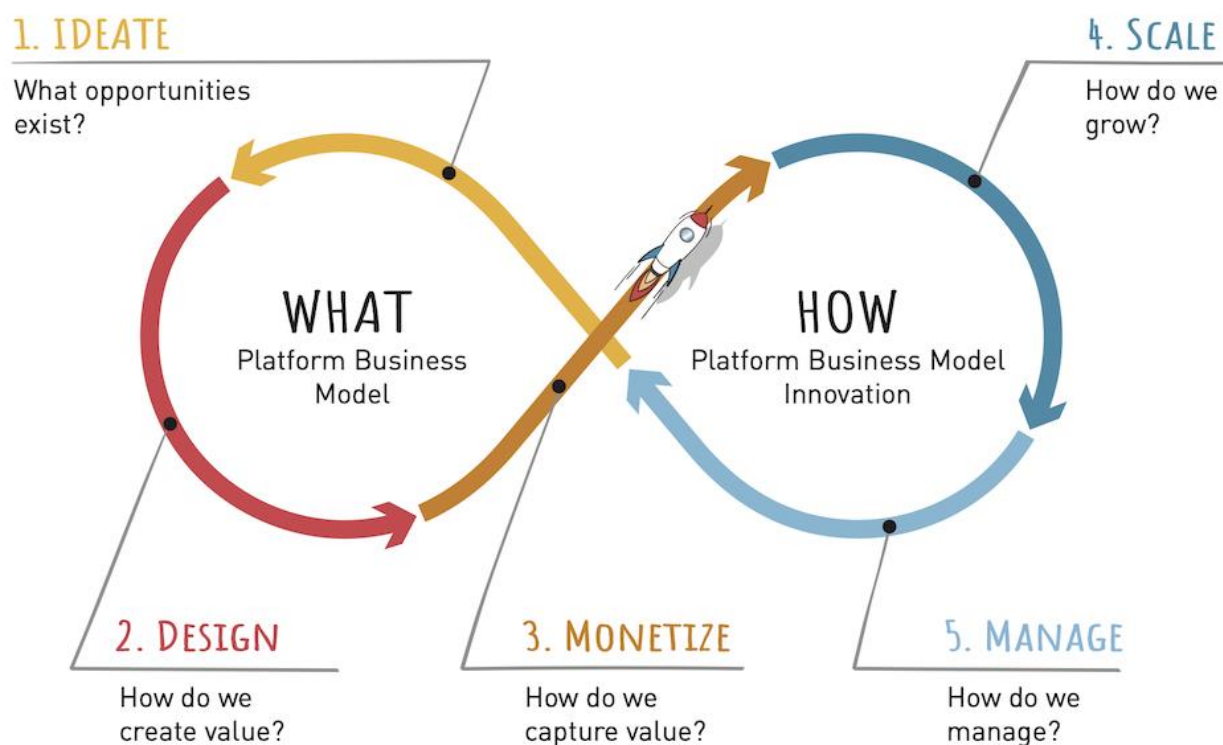 1. IDEATE
What opportunities
exist?
4. SCALE
How do we
grow?
WHAT
Platform Business
Model
HOW
Platform Business Model
Innovation
2. DESIGN
How do we
create value?
3. MONETIZE
How do we
capture value?
5. MANAGE
How do we
manage?